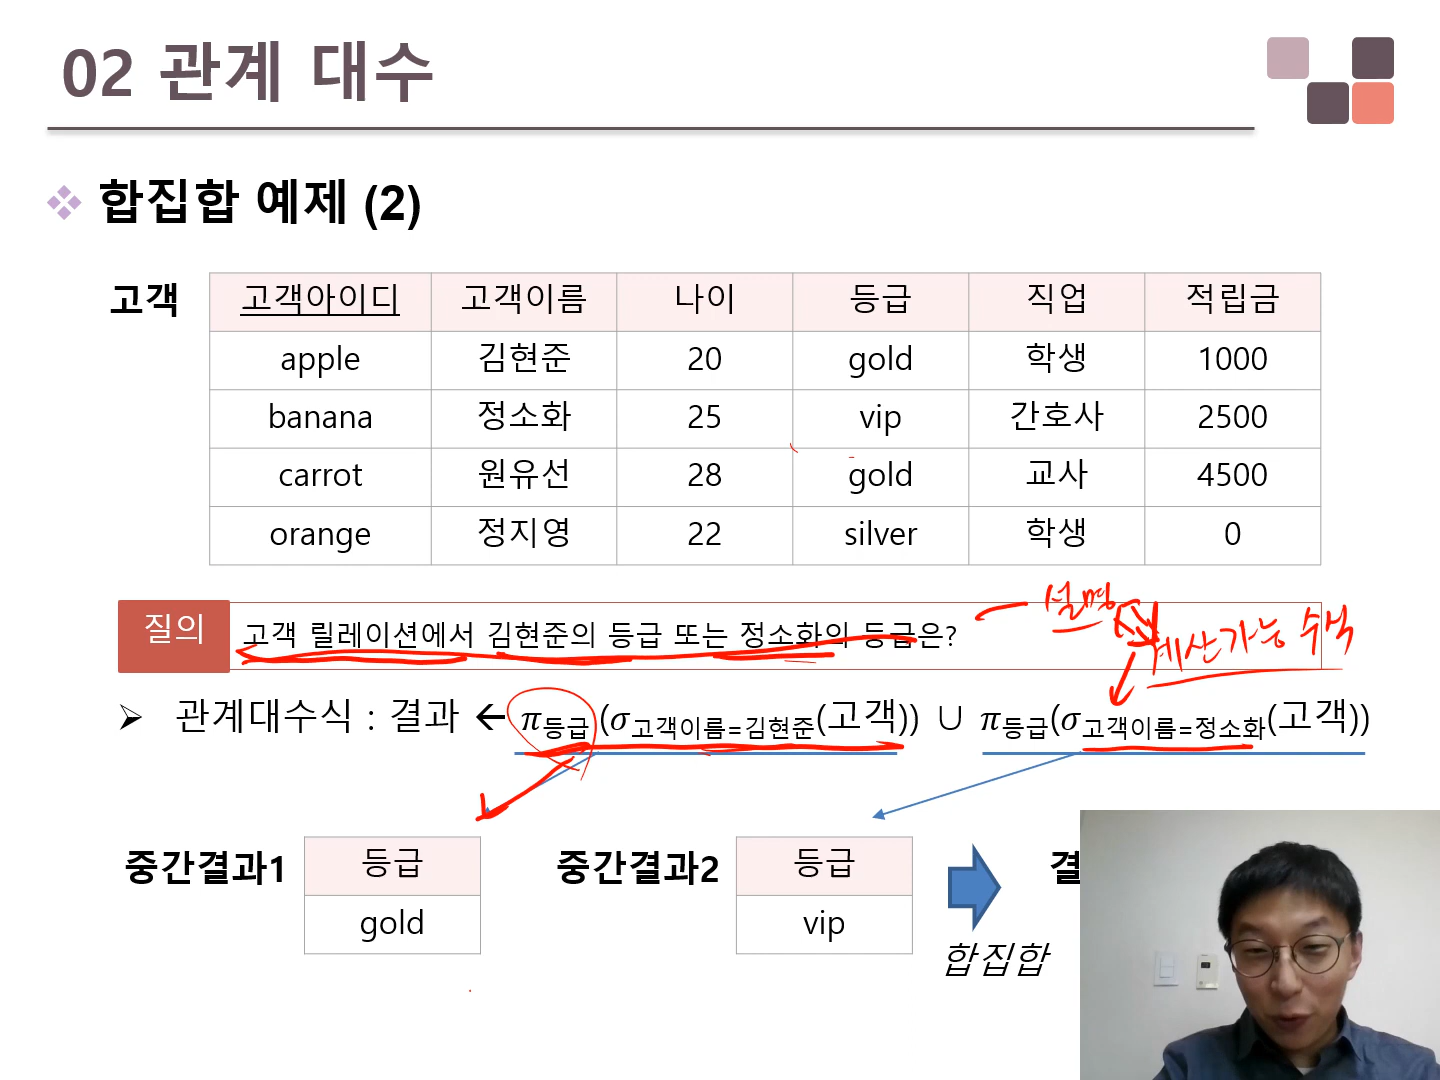 02 관계 대수
합집합 예제 (2)
고객
고객아이디 고객이름 나이 등급 직업 적립금
apple 김현준 20 gold 학생 1000
banana 정소화 25 vip 간호사 2500
carrot 원유선 28 gold 교사 4500
orange 정지영 22 silver 학생 0
설명
계산가능 수식
질의 고객 릴레이션에서 김현준의 등급 또는 정소화의 등급은?
관계대수식 : 결과 ← π등급 (σ고객이름=김현준(고객)) ∪ π등급(σ고객이름=정소화(고객))
중간결과1 등급
gold
중간결과2 등급
vip
합집합
결